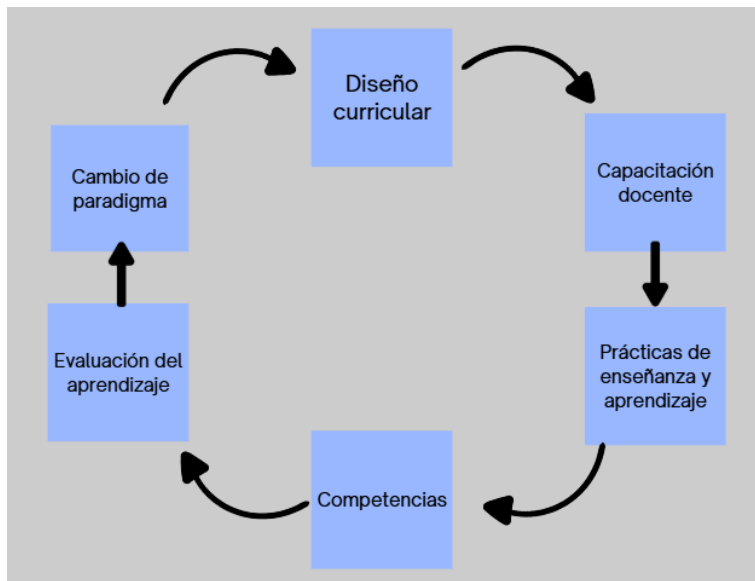 Diseño
curricular
Capacitación
docente
Prácticas de
enseñanza y
aprendizaje
Competencias
Evaluación del
aprendizaje
Cambio de
paradigma